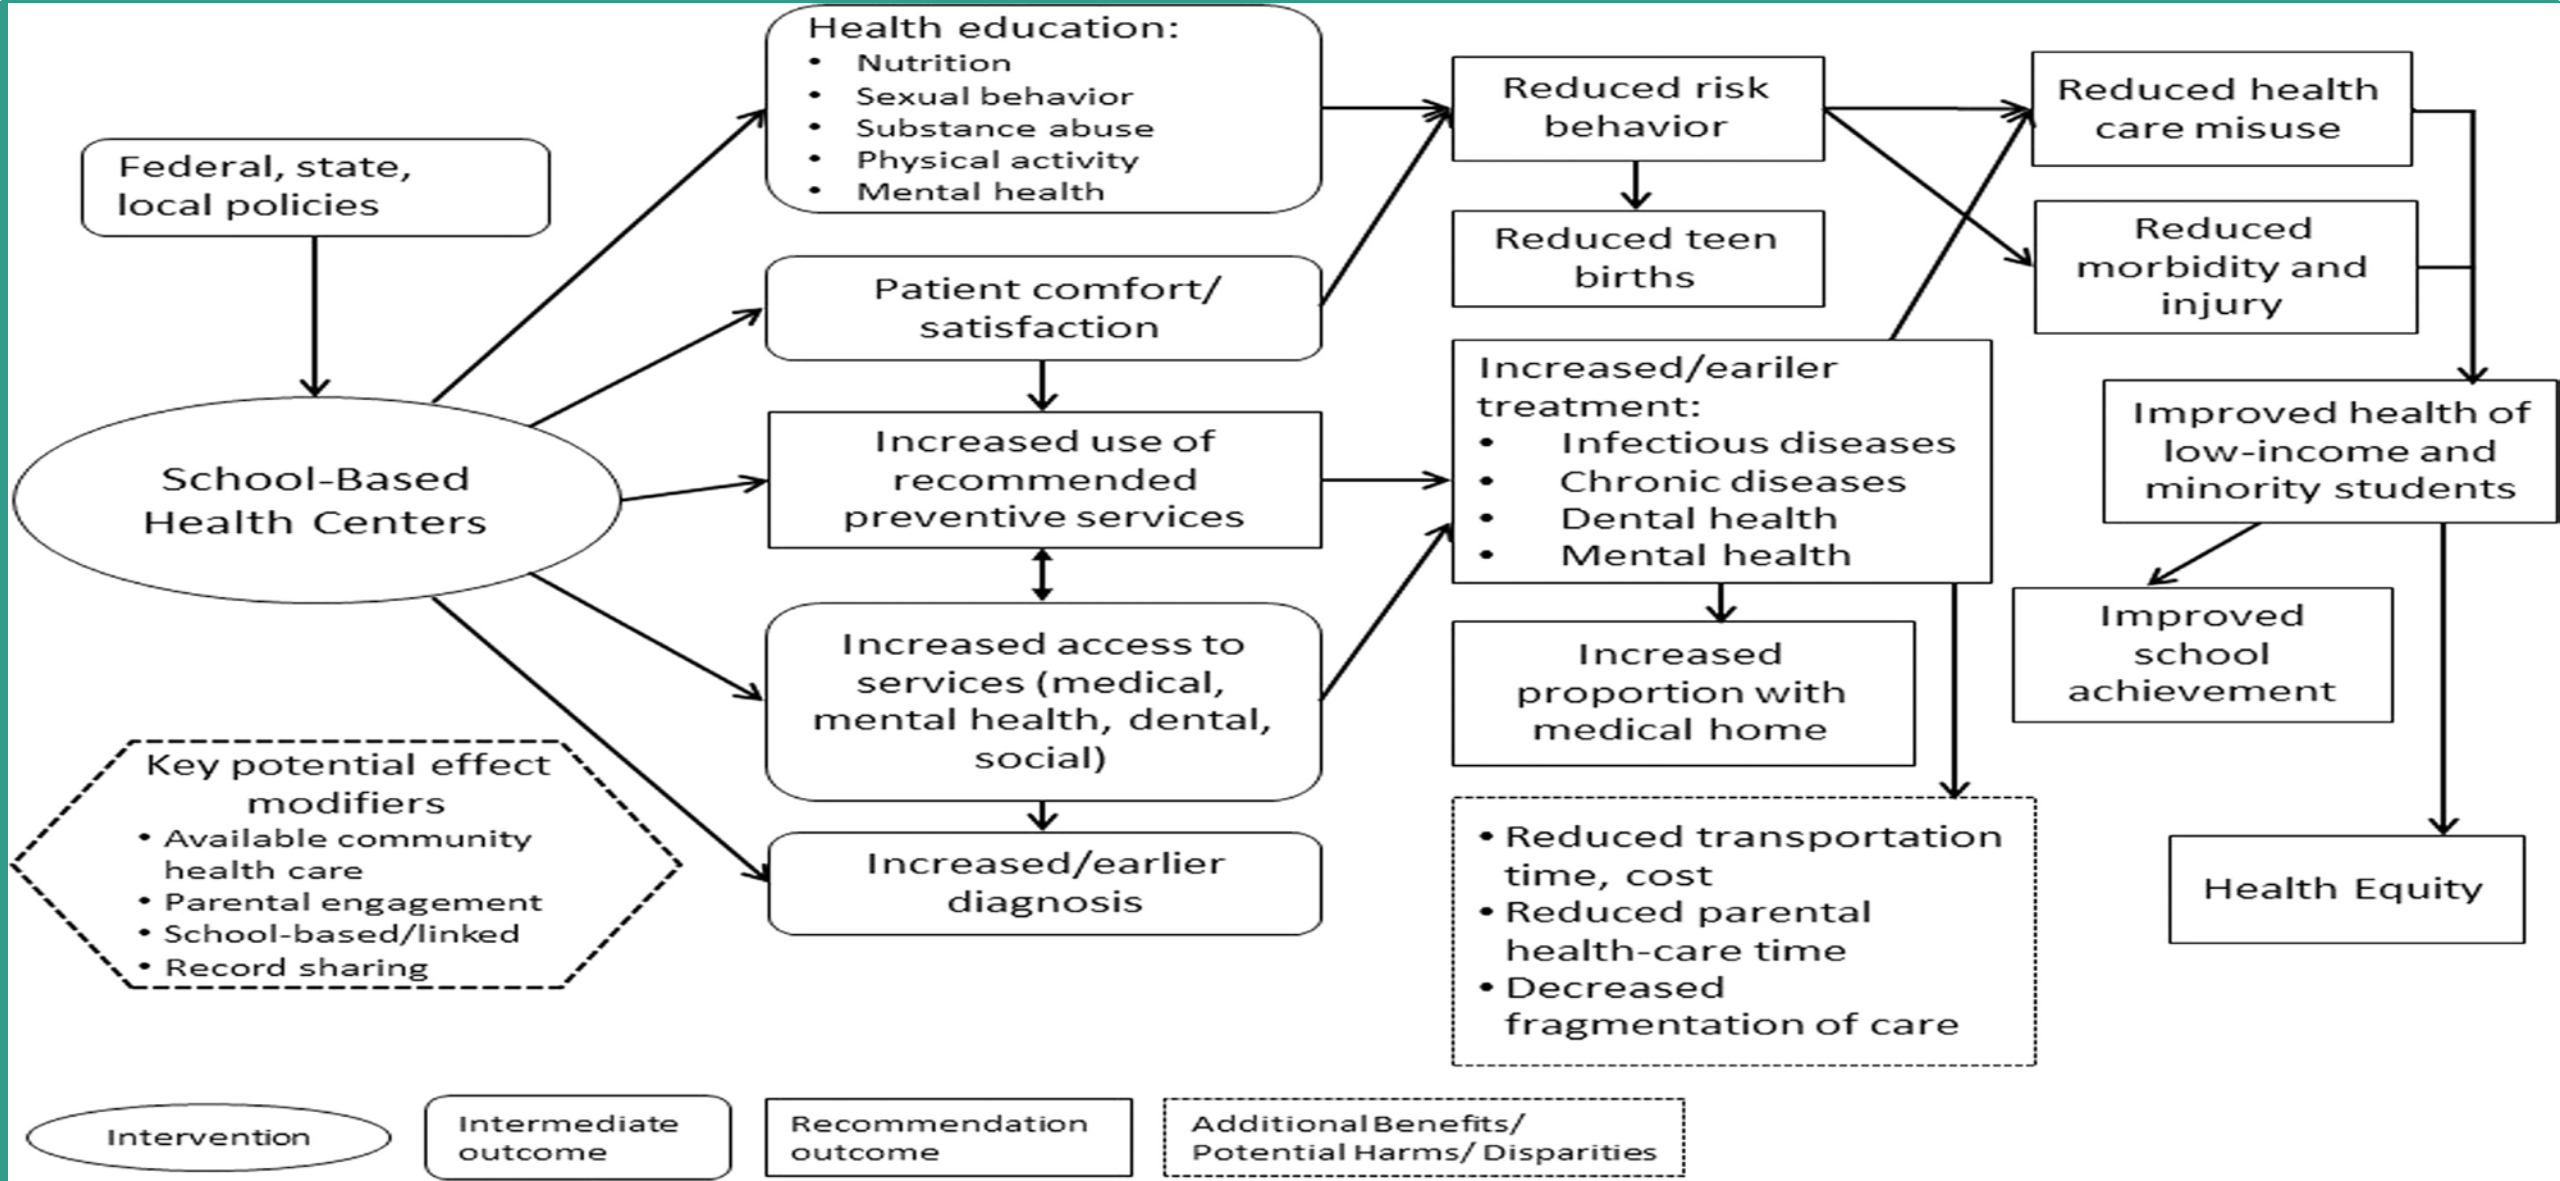 Federal, state,
local policies
School-Based
Health Centers
Key potential effect
modifiers
• Available community
health care
• Parental engagement
• School-based/linked
• Record sharing
Health education:
• Nutrition
• Sexual behavior
• Substance abuse
• Physical activity
• Mental health
Patient comfort/
satisfaction
Increased use of
recommended
preventive services
Increased access to
services (medical,
mental health, dental,
social)
Increased/earlier
diagnosis
Reduced risk
behavior
Reduced teen
births
Increased/eariler
treatment:
• Infectious diseases
• Chronic diseases
• Dental health
• Mental health
Increased
proportion with
medical home
• Reduced transportation
time, cost
• Reduced parental
health-care time
• Decreased
fragmentation of care
Reduced health
care misuse
Reduced
morbidity and
injury
Improved health of
low-income and
minority students
Improved
school
achievement
Health Equity
Intervention
Intermediate
outcome
Recommendation
outcome
Additional Benefits/
Potential Harms/ Disparities